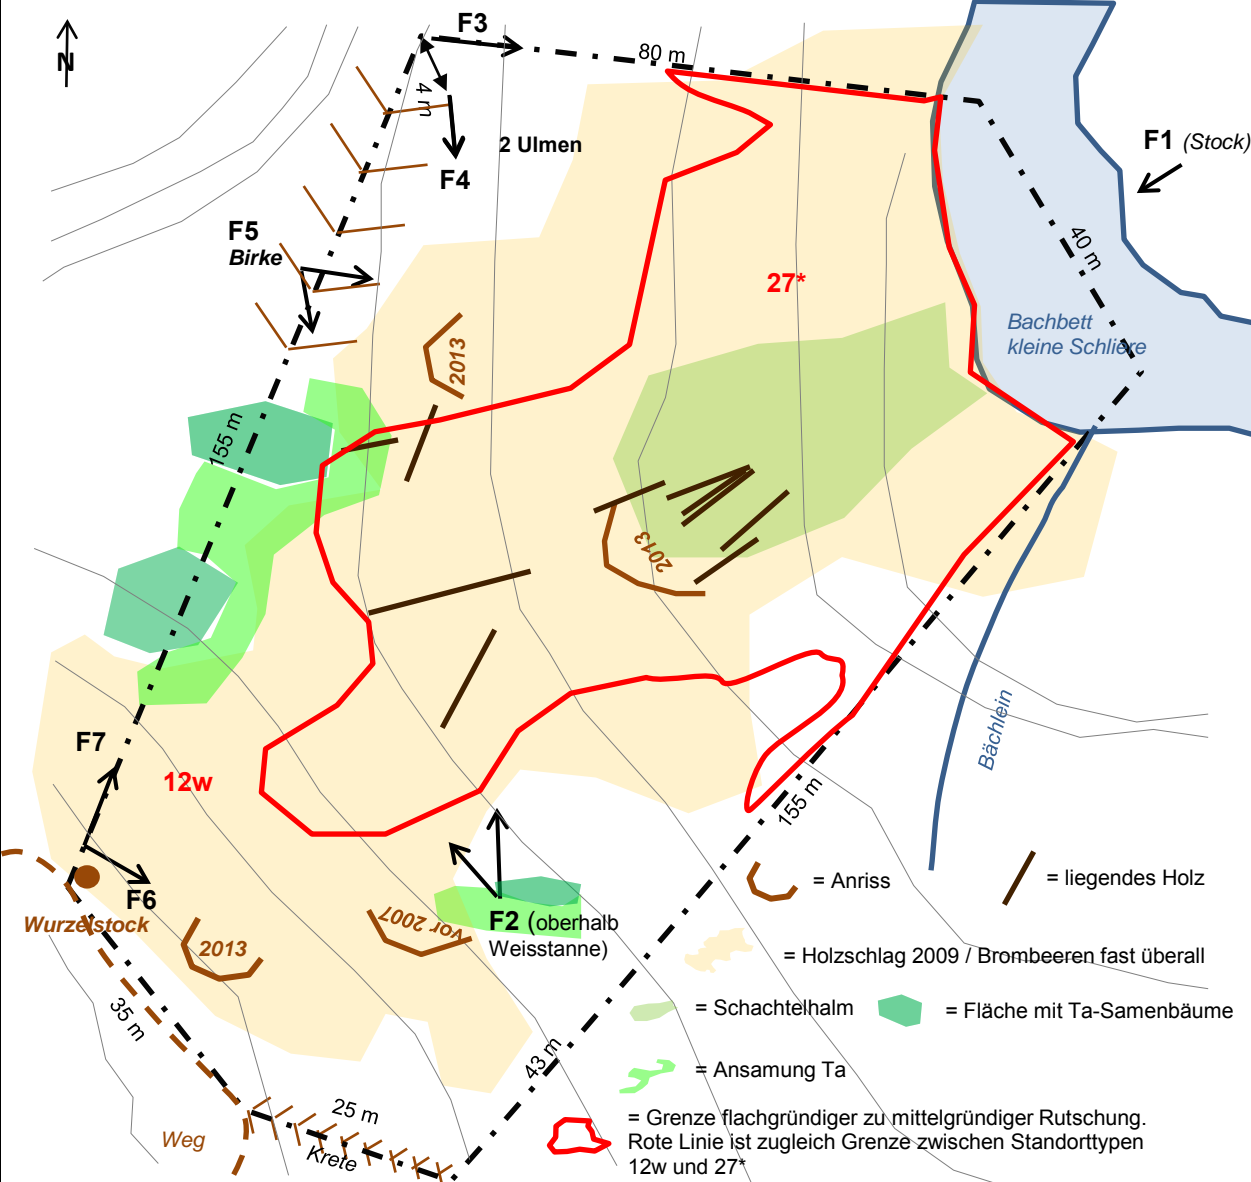 N
F3
80 m
4 m
2 Ulmen
F4
F1 (Stock)
F5
Birke
40 m
27*
Bachbett
kleine Schliere
2013
155 m
2013
Bächlein
F7
12w
155 m
F6
Wurzelstock
2013
vor 2007
F2 (oberhalb
Weisstanne)
35 m
43 m
25 m
Krete
Weg
= Anriss
= liegendes Holz
= Holzschlag 2009 / Brombeeren fast überall
= Schachtelhalm
= Fläche mit Ta-Samenbäume
= Ansamung Ta
= Grenze flachgründiger zu mittelgründiger Rutschung.
Rote Linie ist zugleich Grenze zwischen Standorttypen
12w und 27*